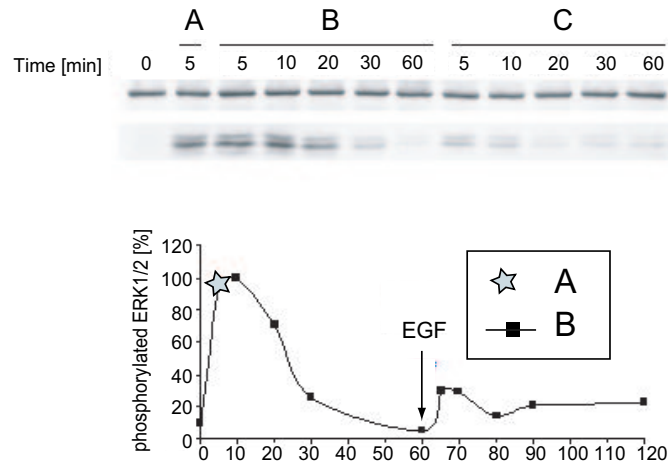 A B C
Time [min] 0 5 5 10 20 30 60 5 10 20 30 60
phosphorylated ERK1/2 [%]
120
100
80
60
40
20
0
EGF
A
B
0 10 20 30 40 50 60 70 80 90 100 110 120